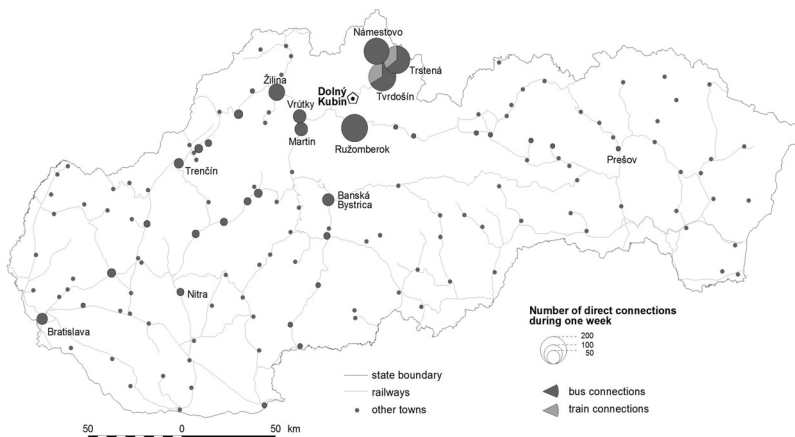 Námestovo
Trstená
Žilina
Dolný
Kubín
Tvrdošín
Vrútky
Martin
Ružomberok
Prešov
Trenčín
Banská
Bystrica
Nitra
Bratislava
Number of direct connections
during one week
200
100
50
state boundary
railways
other towns
bus connections
train connections
50 0 50 km